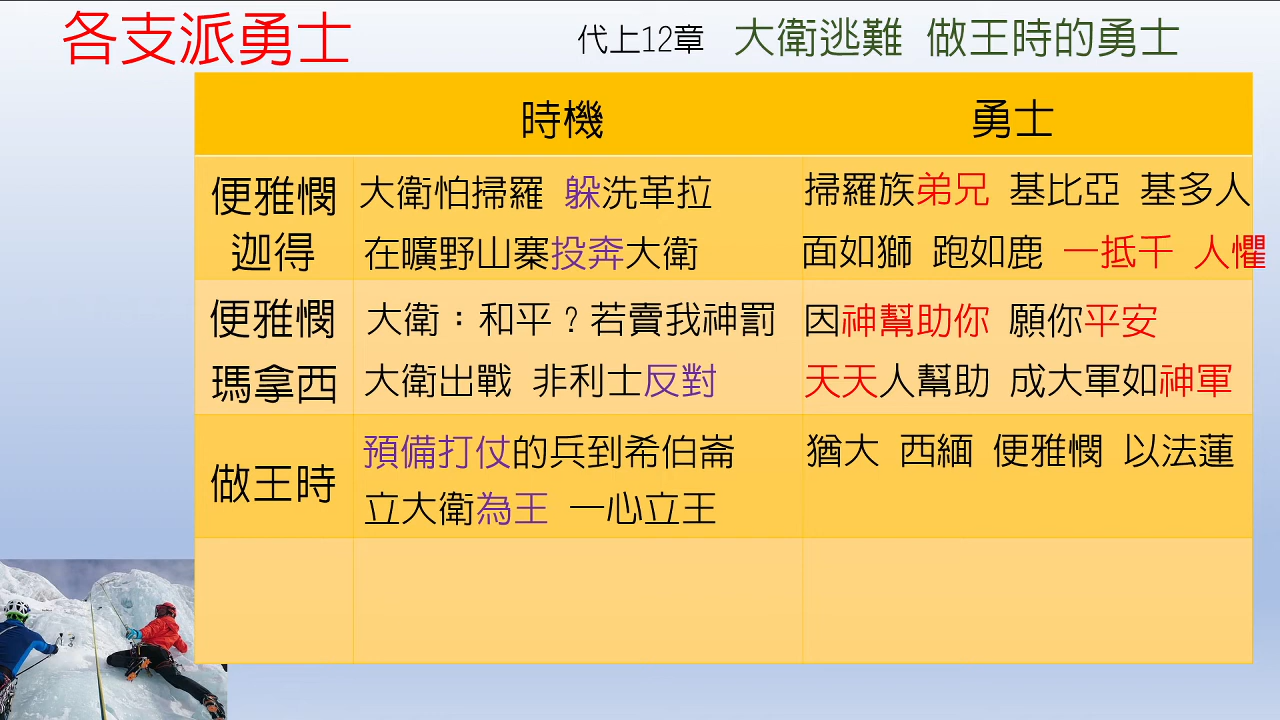 各支派勇士 代上12章 大衛逃難 做王時的勇士
時機 勇士
便雅憫 大衛怕掃羅 躲洗革拉 掃羅族弟兄 基比亞 基多人
迦得 在曠野山寨投奔大衛 面如獅 跑如鹿 一抵千 人懼
便雅憫 大衛：和平？若賣我神罰 因神幫助你 願你平安
瑪拿西 大衛出戰 非利士反對 天天人幫助 成大軍如神軍
做王時 預備打仗的兵到希伯崙 猶大 西緬 便雅憫 以法蓮
立大衛為王 一心立王